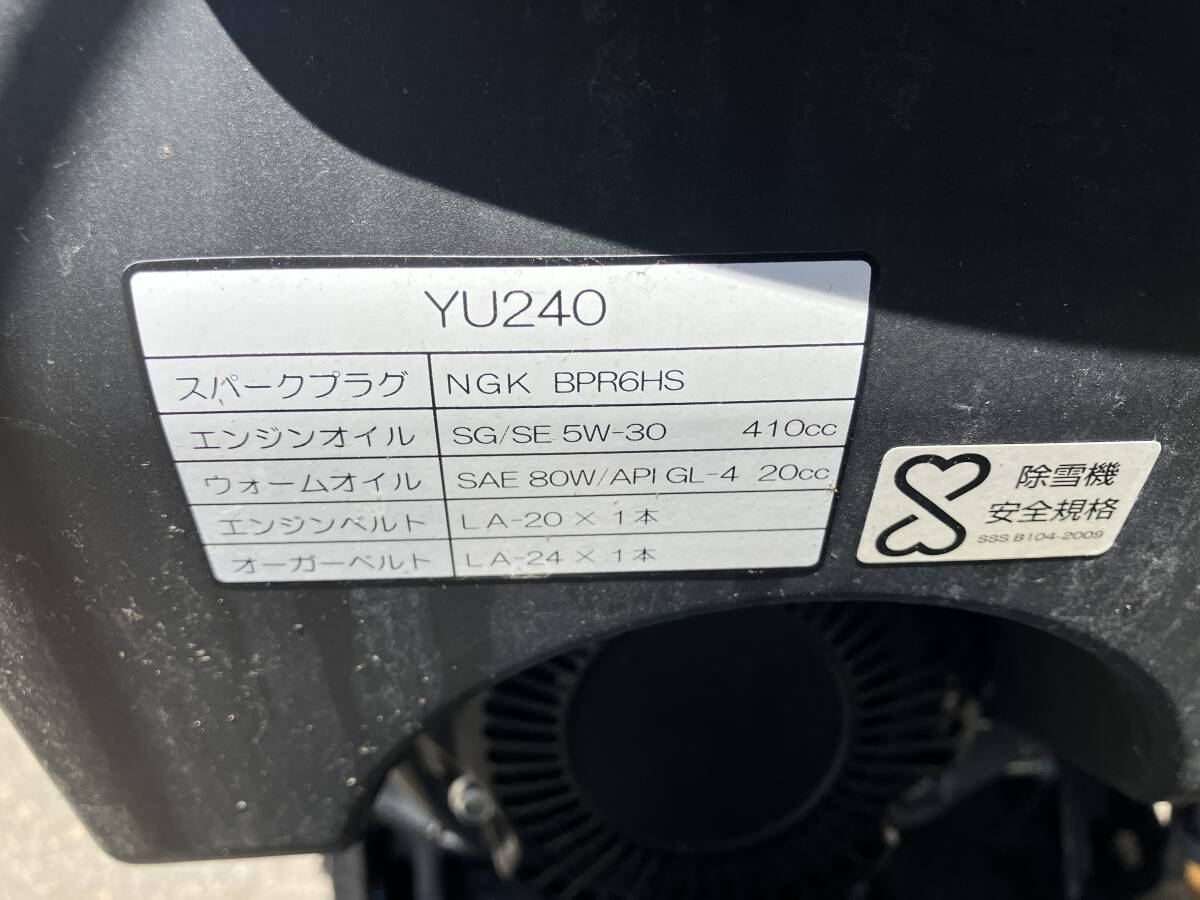 YU240
スパークプラグ NGK BPR6HS
エンジンオイル SG/SE 5W-30 410cc
ウォームオイル SAE 80W/API GL-4 20cc
エンジンベルト LA-20 × 1本
オーガーベルト LA-24 × 1本
除雪機
安全規格
SSS B104-2009